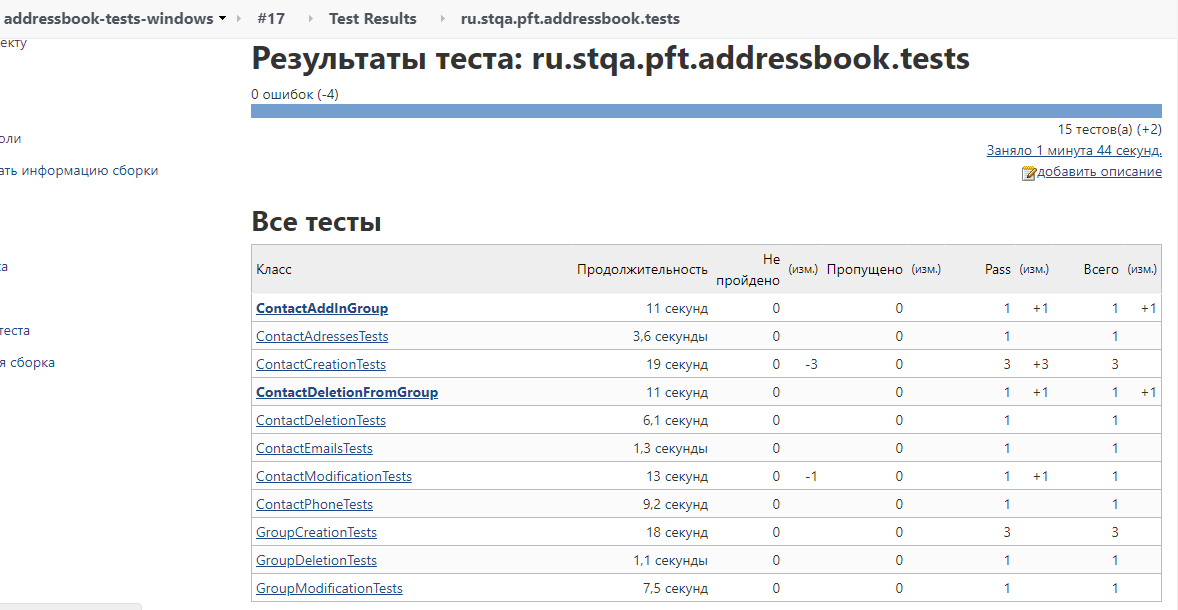 addressbook-tests-windows #17 Test Results ru.stqa.pft.addressbook.tests
екту
Результаты теста: ru.stqa.pft.addressbook.tests
0 ошибок (-4)
15 тестов(а) (+2)
оли
Заняло 1 минута 44 секунд.
ать информацию сборки
добавить описание
Все тесты
Класс Продолжительность Не пройдено (изм.) Пропущено (изм.) Pass (изм.) Всего (изм.)
ка
ContactAddInGroup 11 секунд 0 0 1 +1 1 +1
теста
ContactAdressesTests 3,6 секунды 0 0 1 1
я сборка
ContactCreationTests 19 секунд 0 -3 0 3 +3 3
ContactDeletionFromGroup 11 секунд 0 0 1 +1 1 +1
ContactDeletionTests 6,1 секунд 0 0 1 1
ContactEmailsTests 1,3 секунды 0 0 1 1
ContactModificationTests 13 секунд 0 -1 0 1 +1 1
ContactPhoneTests 9,2 секунд 0 0 1 1
GroupCreationTests 18 секунд 0 0 3 3
GroupDeletionTests 1,1 секунды 0 0 1 1
GroupModificationTests 7,5 секунд 0 0 1 1